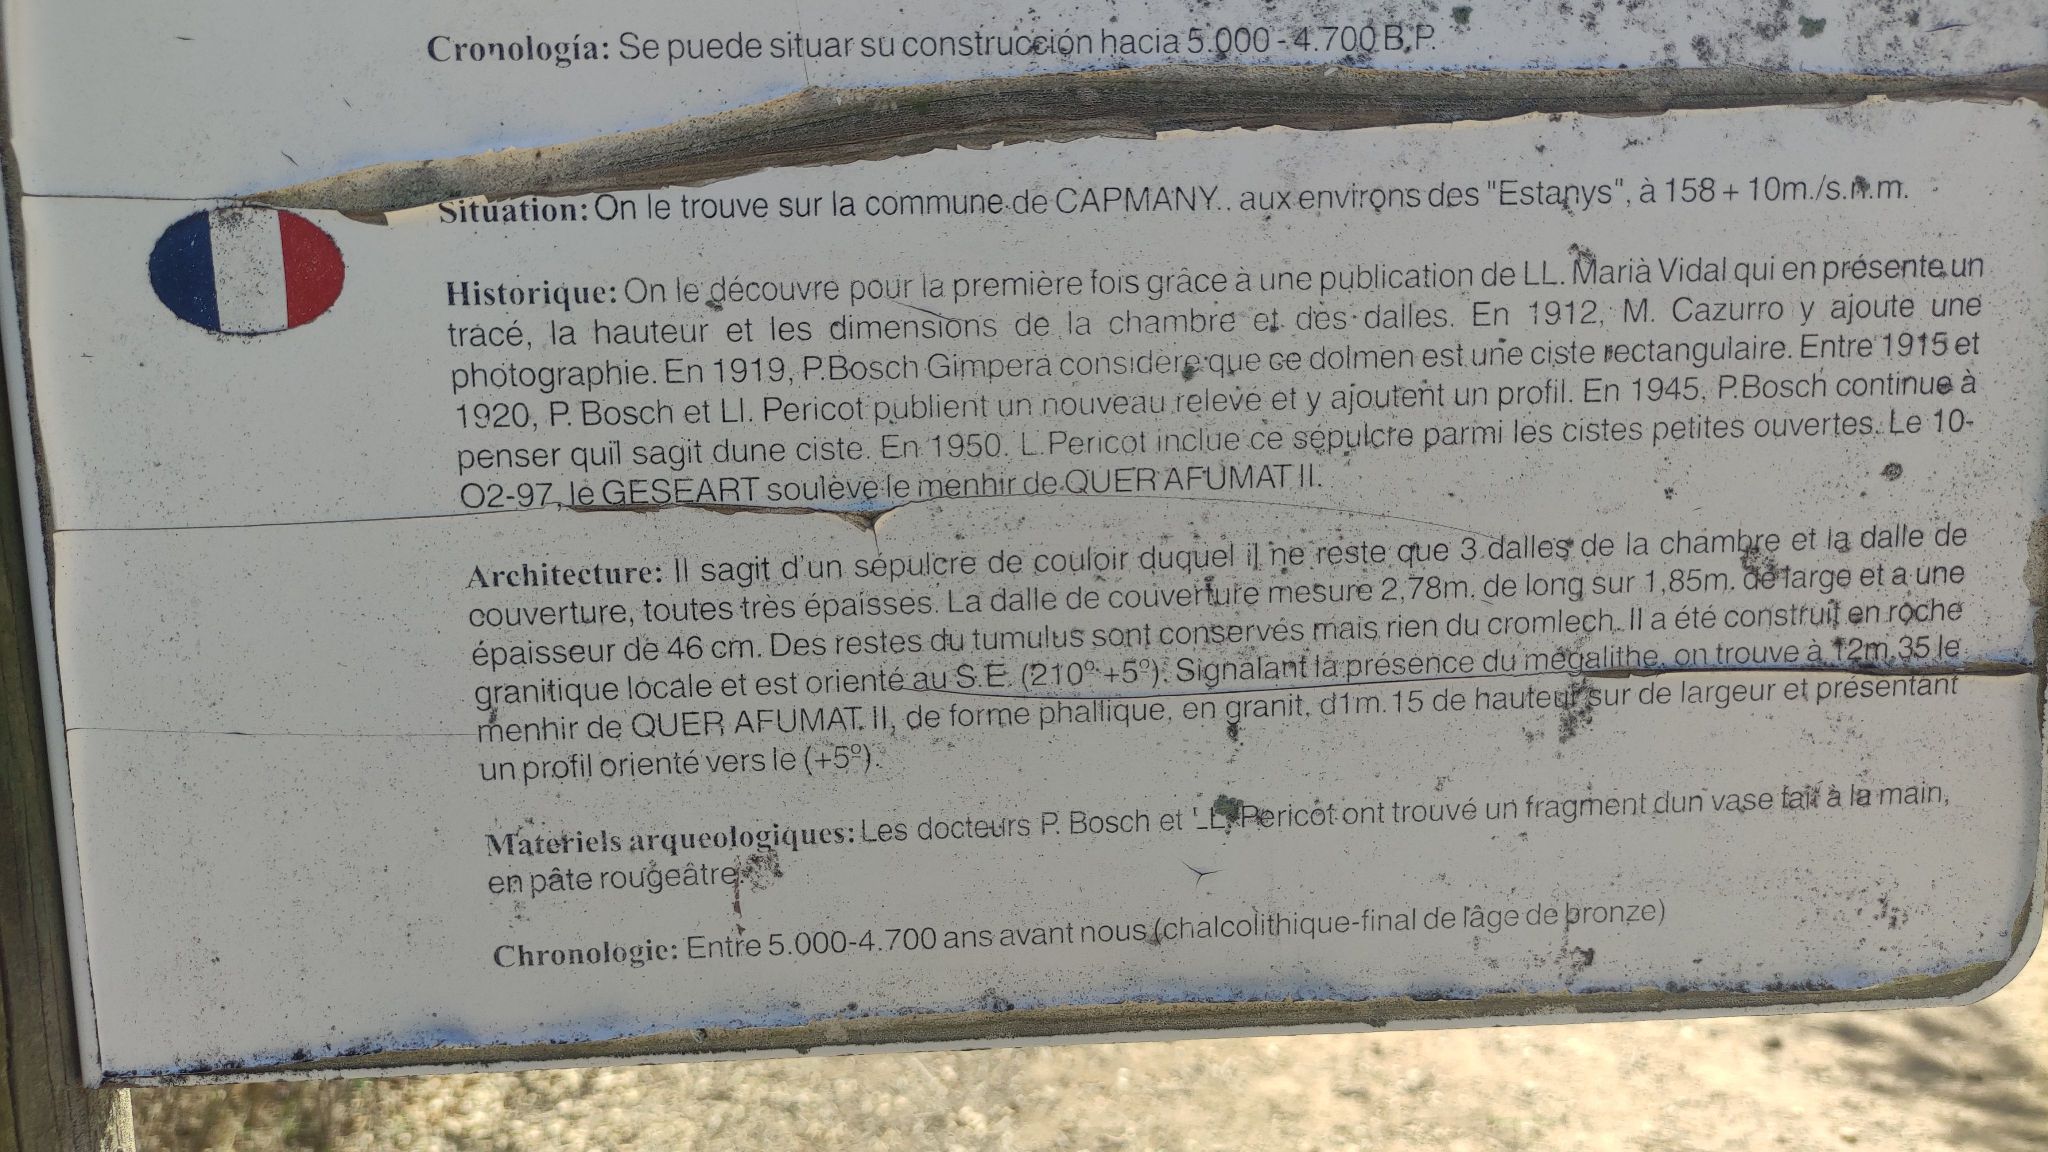 Cronología: Se puede situar su construcción hacia 5.000 - 4.700 B.P.
Situation: On le trouve sur la commune de CAPMANY.. aux environs des "Estanys", à 158 + 10m./s.n.m.
Historique: On le découvre pour la première fois grâce à une publication de LL. Marià Vidal qui en présente un
tracé, la hauteur et les dimensions de la chambre et des dalles. En 1912, M. Cazurro y ajoute une
photographie. En 1919, P.Bosch Gimpera considère que ce dolmen est une ciste rectangulaire. Entre 1915 et
1920, P. Bosch et Ll. Pericot publient un nouveau relevé et y ajoutent un profil. En 1945, P.Bosch continue à
penser quíl sagit dune ciste. En 1950. L.Pericot inclue ce sépulcre parmi les cistes petites ouvertes. Le 10-
O2-97, le GESEART soulève le menhir de QUER AFUMAT II.
Architecture: Il sagit d'un sépulcre de couloir duquel il ne reste que 3 dalles de la chambre et la dalle de
couverture, toutes très épaisses. La dalle de couverture mesure 2,78m. de long sur 1,85m. de large et a une
épaisseur de 46 cm. Des restes du tumulus sont conservés mais rien du cromlech. Il a été construit en roche
granitique locale et est orienté au S.E. (210º +5º). Signalant la présence du mégalithe, on trouve à 12m.35 le
menhir de QUER AFUMAT. II, de forme phallique, en granit, d1m.15 de hauteur sur de largeur et présentant
un profil orienté vers le (+5º).
Materiels arqueologiques: Les docteurs P. Bosch et LL. Pericot ont trouvé un fragment dun vase fait à la main,
en pâte rougeâtre
Chronologie: Entre 5.000-4.700 ans avant nous (chalcolithique-final de lâge de bronze)